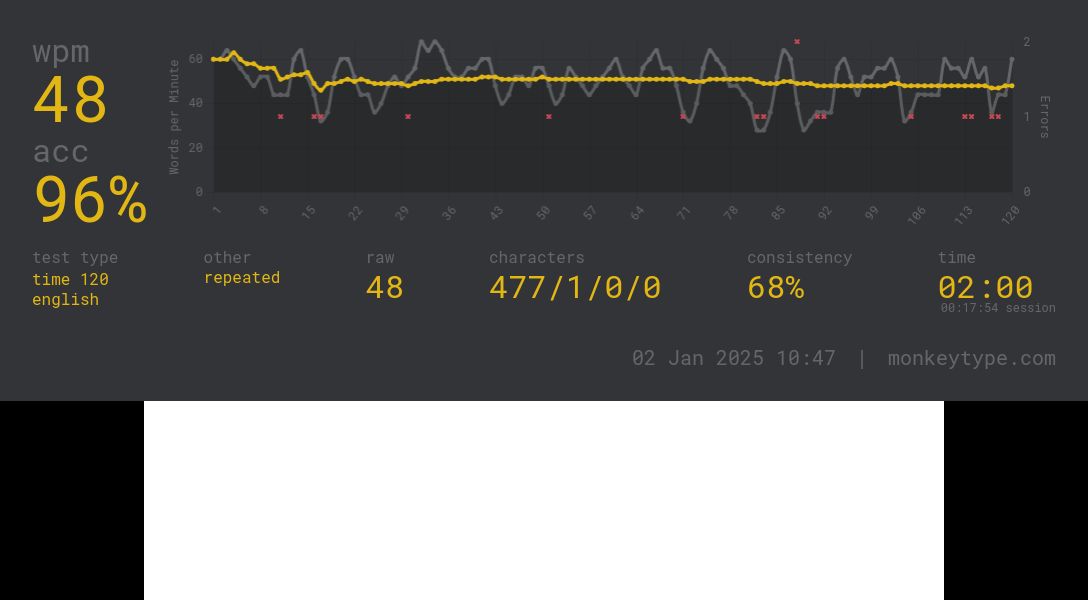 wpm
48
acc
96%
Words per Minute
60
40
20
0
2
1
0
Errors
1 8 15 22 29 36 43 50 57 64 71 78 85 92 99 106 113 120
test type
time 120
english
other
repeated
raw
48
characters
477/1/0/0
consistency
68%
time
02:00
00:17:54 session
02 Jan 2025 10:47 | monkeytype.com